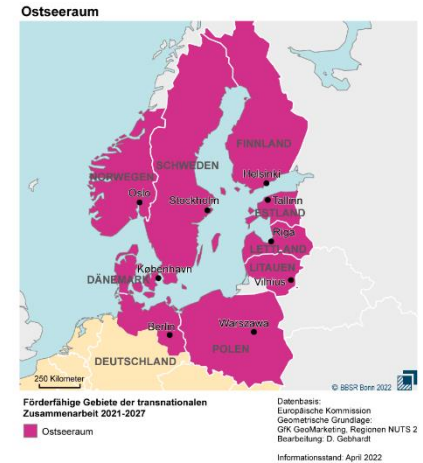 Ostseeraum
FINNLAND
SCHWEDEN
NORWEGEN
Helsinki
Oslo
Stockholm
Tallinn
ESTLAND
Riga
LETTLAND
København
LITAUEN
DÄNEMARK
Vilnius
Berlin
Warszawa
POLEN
DEUTSCHLAND
250 Kilometer
© BBSR Bonn 2022
Förderfähige Gebiete der transnationalen
Zusammenarbeit 2021-2027
Ostseeraum
Datenbasis:
Europäische Kommission
Geometrische Grundlage:
GfK GeoMarketing, Regionen NUTS 2
Bearbeitung: D. Gebhardt
Informationsstand: April 2022